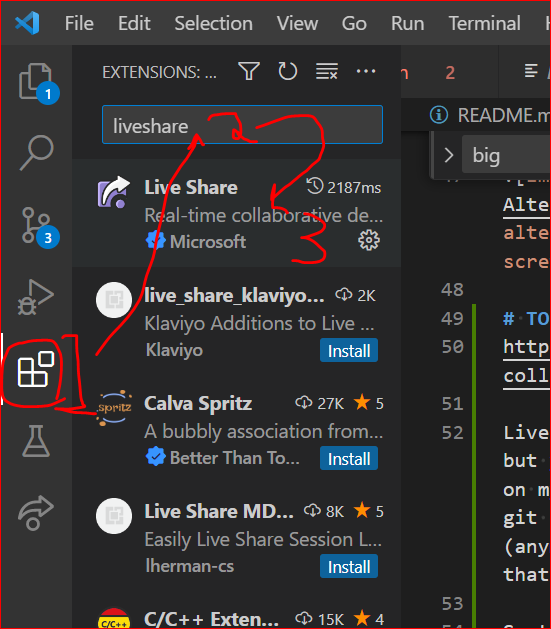 File Edit Selection View Go Run Terminal
EXTENSIONS: ...
2
1
liveshare
2
README.m
big
Live Share 2187ms
Real-time collaborative de...
Microsoft
3
live_share_klaviyo... 2K
Klaviyo Additions to Live ...
Klaviyo Install
Calva Spritz 27K 5
A bubbly association from...
Better Than To... Install
Live Share MD... 8K 5
Easily Live Share Session L...
lherman-cs Install
C/C++ Exten... 15K 4
3
1
spritz
C/C++
Alte
alte
scre
48
49 # TO
50 http
coll
51
52 Live
but
on m
git
(any
that
53